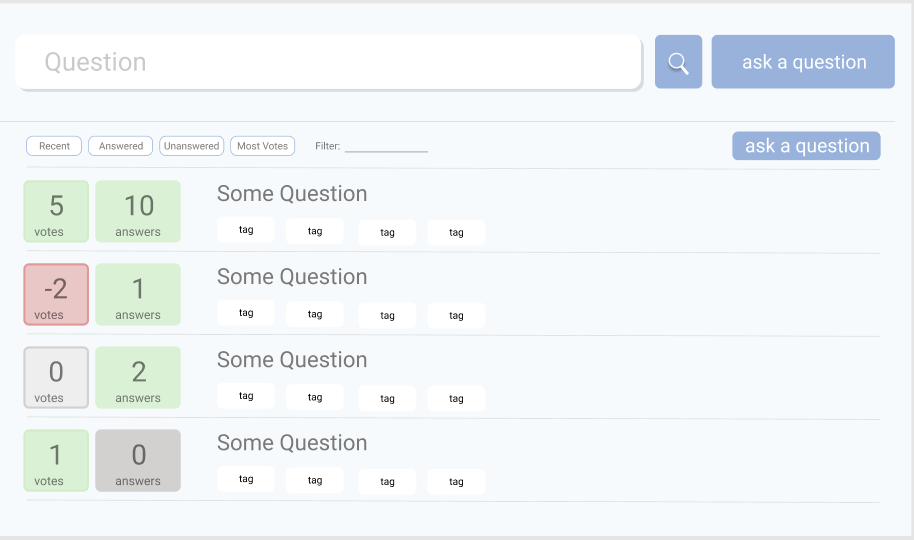 Question
ask a question
Recent Answered Unanswered Most Votes Filter: ask a question
5 10 Some Question
votes answers tag tag tag tag
-2 1 Some Question
votes answers tag tag tag tag
0 2 Some Question
votes answers tag tag tag tag
1 0 Some Question
votes answers tag tag tag tag